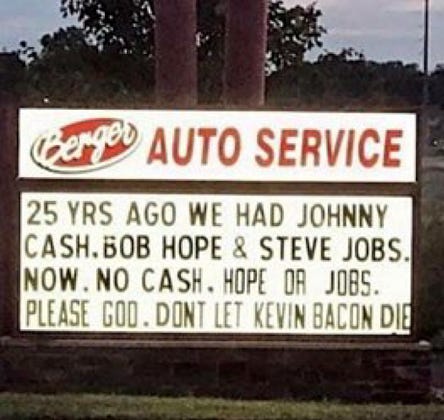 Berger AUTO SERVICE
25 YRS AGO WE HAD JOHNNY
CASH.BOB HOPE & STEVE JOBS.
NOW.NO CASH.HOPE OR JOBS.
PLEASE GOD.DONT LET KEVIN BACON DIE